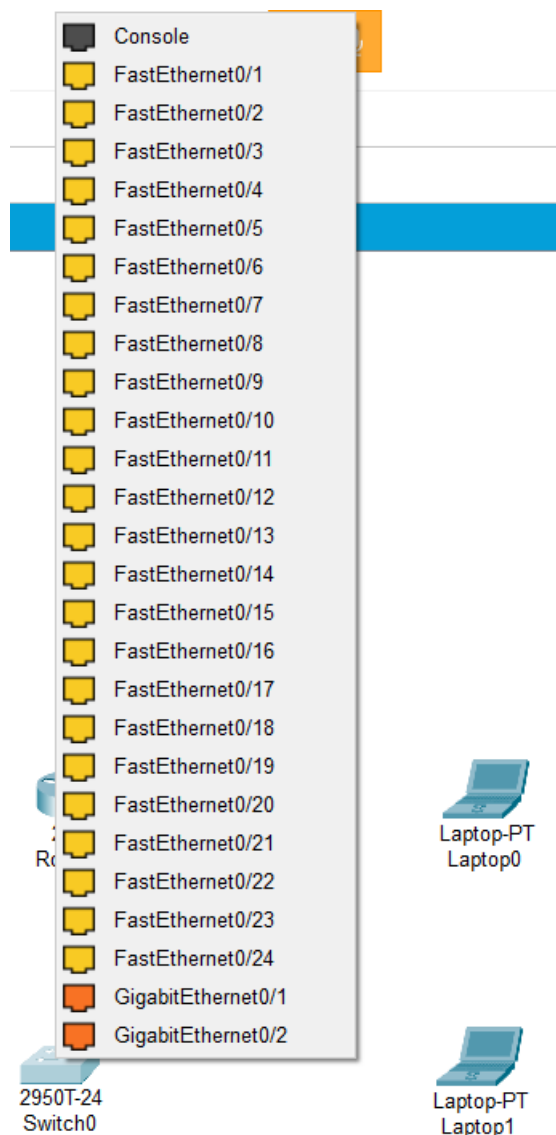 Console
FastEthernet0/1
FastEthernet0/2
FastEthernet0/3
FastEthernet0/4
FastEthernet0/5
FastEthernet0/6
FastEthernet0/7
FastEthernet0/8
FastEthernet0/9
FastEthernet0/10
FastEthernet0/11
FastEthernet0/12
FastEthernet0/13
FastEthernet0/14
FastEthernet0/15
FastEthernet0/16
FastEthernet0/17
FastEthernet0/18
FastEthernet0/19
FastEthernet0/20
FastEthernet0/21
FastEthernet0/22
FastEthernet0/23
FastEthernet0/24
GigabitEthernet0/1
GigabitEthernet0/2
Laptop-PT
Laptop0
2950T-24
Switch0
Laptop-PT
Laptop1